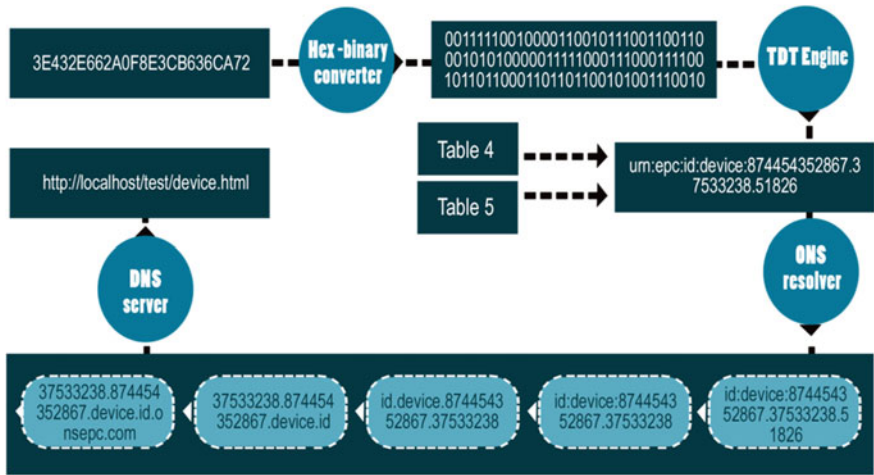 3E432E662A0F8E3CB636CA72
Hex-binary
converter
001111100100001100101110011001100
001010100000111110001110001111100
101101100011011011001010011110010
TDT Engine
Table 4
Table 5
urn:epc:id:device:874454352867.3
7533238.51826
http://localhost/test/device.html
DNS
server
ONS
resolver
37533238.874454
352867.device.id.o
nsepc.com
37533238.874454
352867.device.id
id.device.8744543
52867.37533238
id:device:8744543
52867.37533238
id:device:8744543
52867.37533238.5
1826